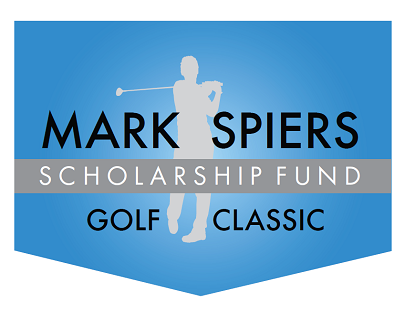 MARK SPIERS
SCHOLARSHIP FUND
GOLF CLASSIC